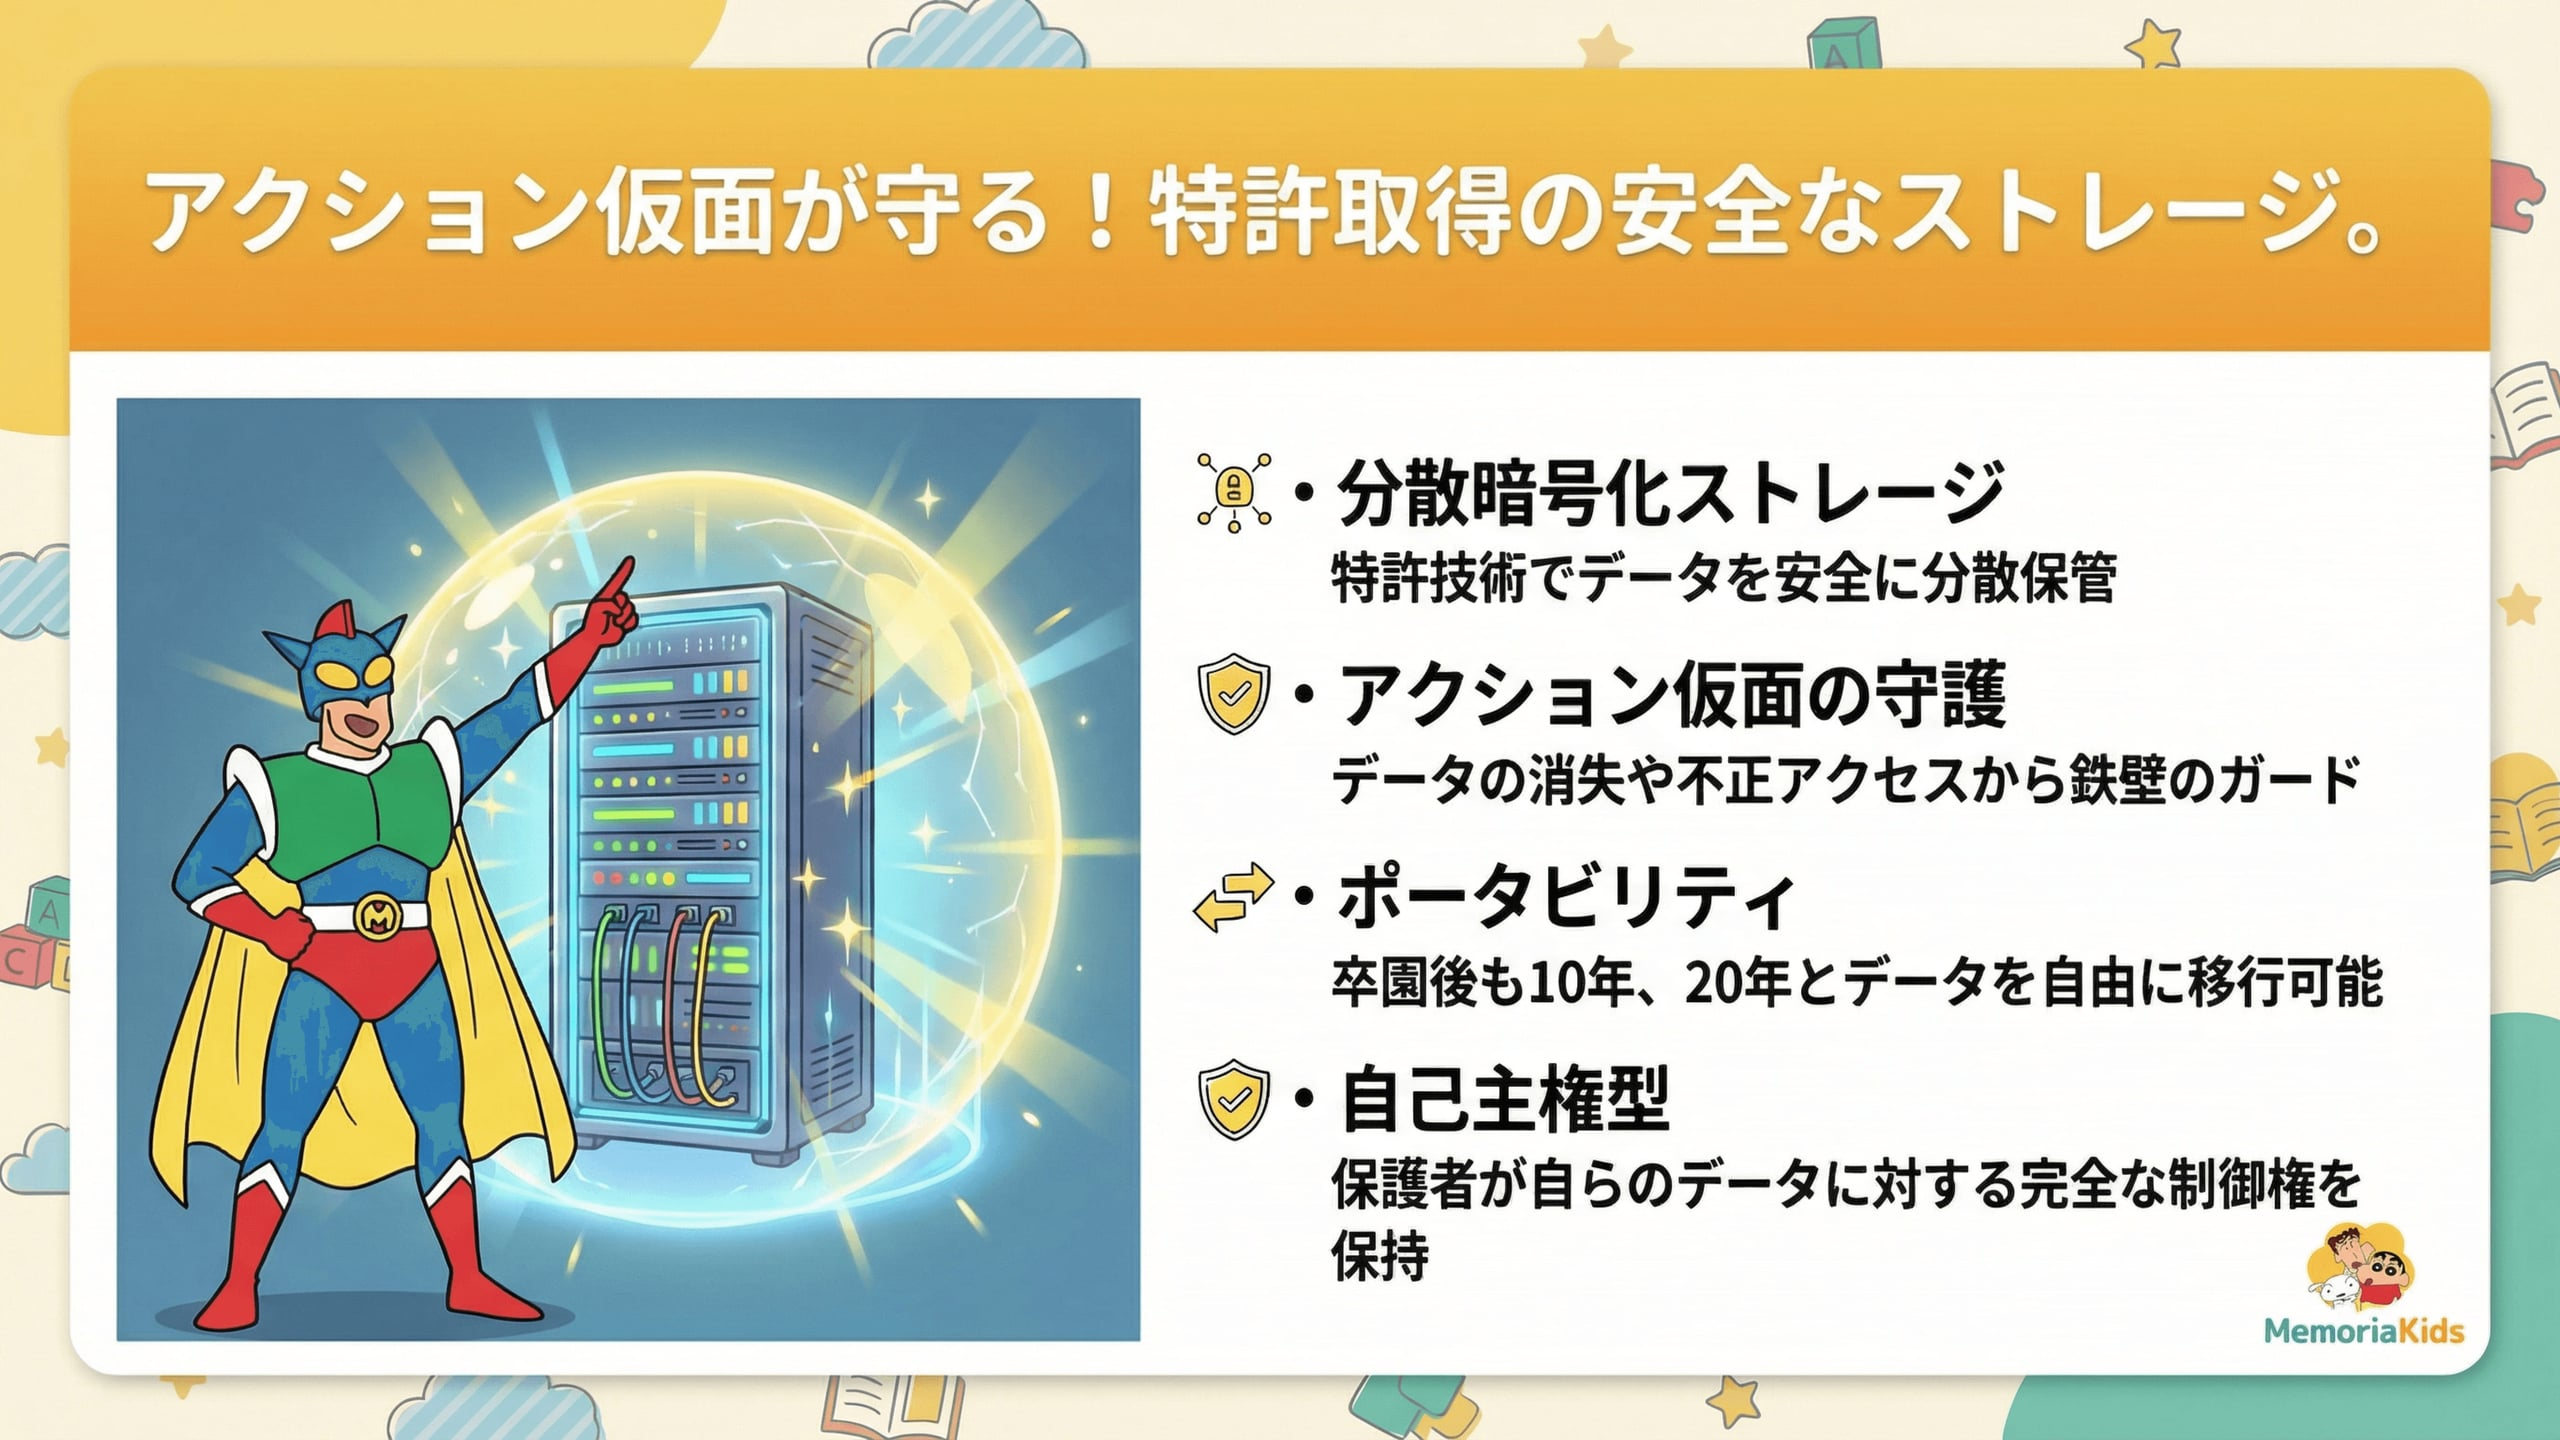 アクション仮面が守る！特許取得の安全なストレージ。
・分散暗号化ストレージ
特許技術でデータを安全に分散保管
・アクション仮面の守護
データの消失や不正アクセスから鉄壁のガード
・ポータビリティ
卒園後も10年、20年とデータを自由に移行可能
・自己主権型
保護者が自らのデータに対する完全な制御権を
保持
MemoriaKids
M
A
A
C